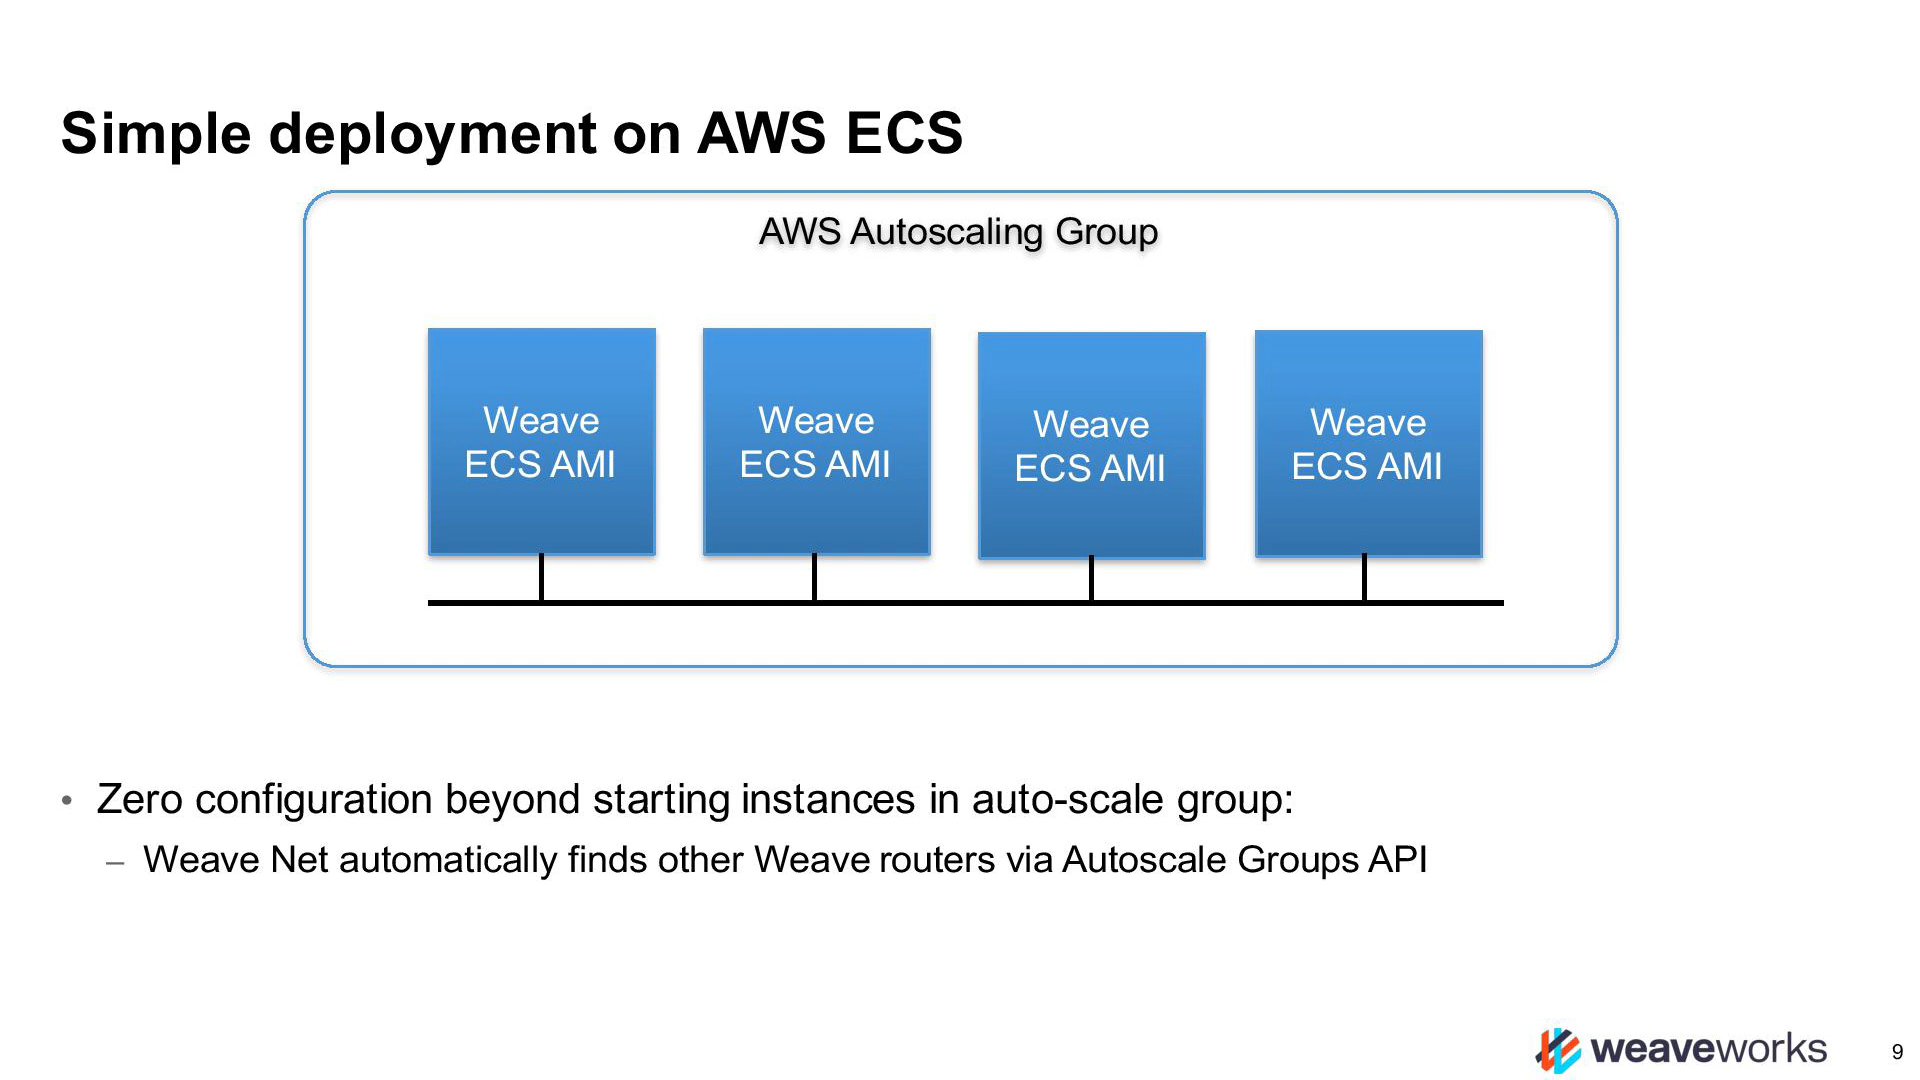 Simple deployment on AWS ECS
AWS Autoscaling Group
Weave
ECS AMI
Weave
ECS AMI
Weave
ECS AMI
Weave
ECS AMI
• Zero configuration beyond starting instances in auto-scale group:
– Weave Net automatically finds other Weave routers via Autoscale Groups API
weaveworks
9